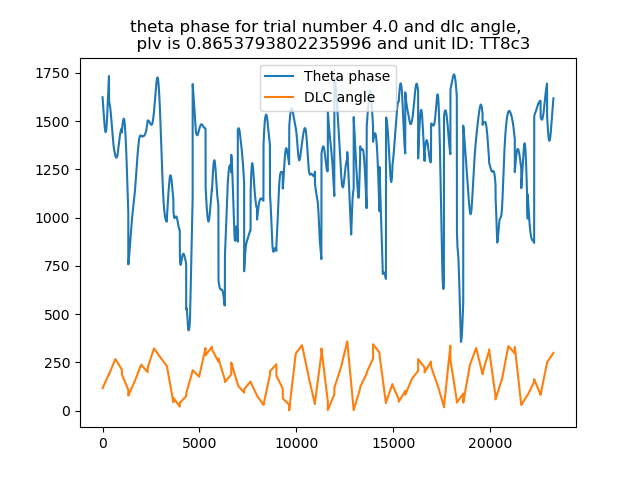 theta phase for trial number 4.0 and dlc angle,
plv is 0.8653793802235996 and unit ID: TT8c3
Theta phase
DLC angle
1750
1500
1250
1000
750
500
250
0
0 5000 10000 15000 20000